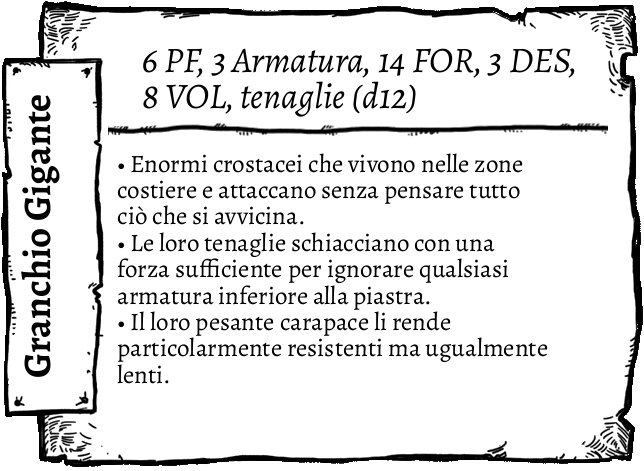 Granchio Gigante
6 PF, 3 Armatura, 14 FOR, 3 DES,
8 VOL, tenaglie (d12)
• Enormi crostacei che vivono nelle zone
costiere e attaccano senza pensare tutto
ciò che si avvicina.
• Le loro tenaglie schiacciano con una
forza sufficiente per ignorare qualsiasi
armatura inferiore alla piastra.
• Il loro pesante carapace li rende
particolarmente resistenti ma ugualmente
lenti.